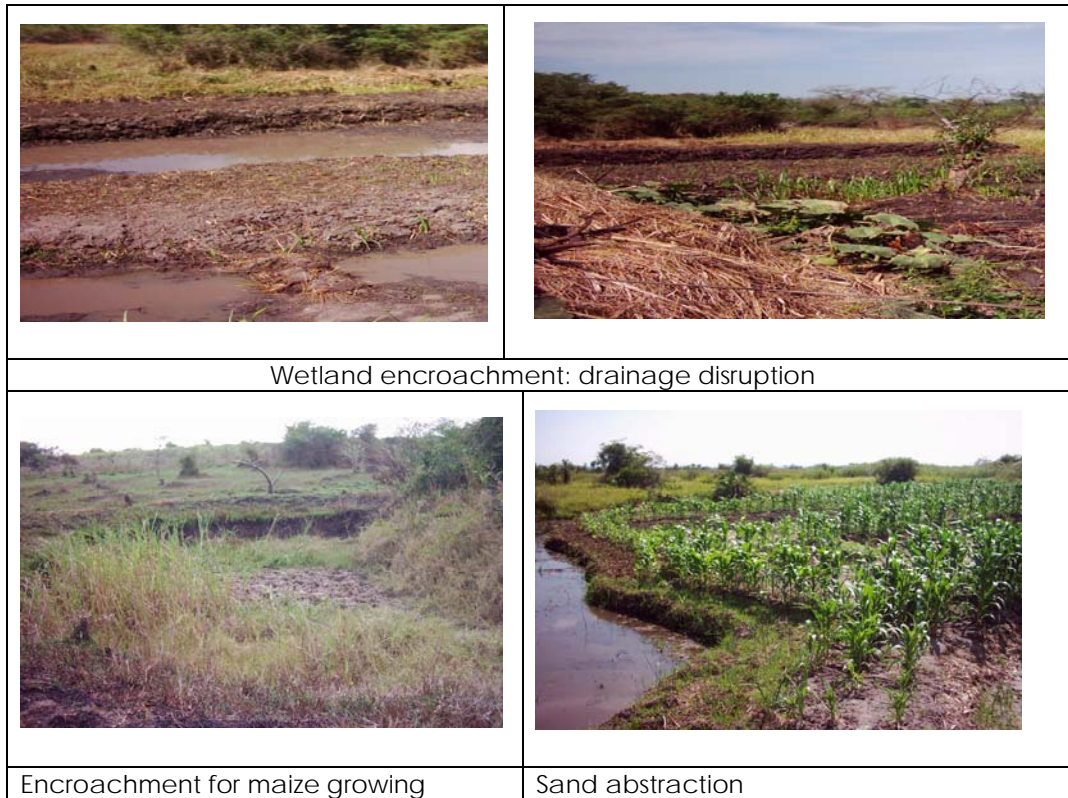 Wetland encroachment: drainage disruption
Encroachment for maize growing
Sand abstraction